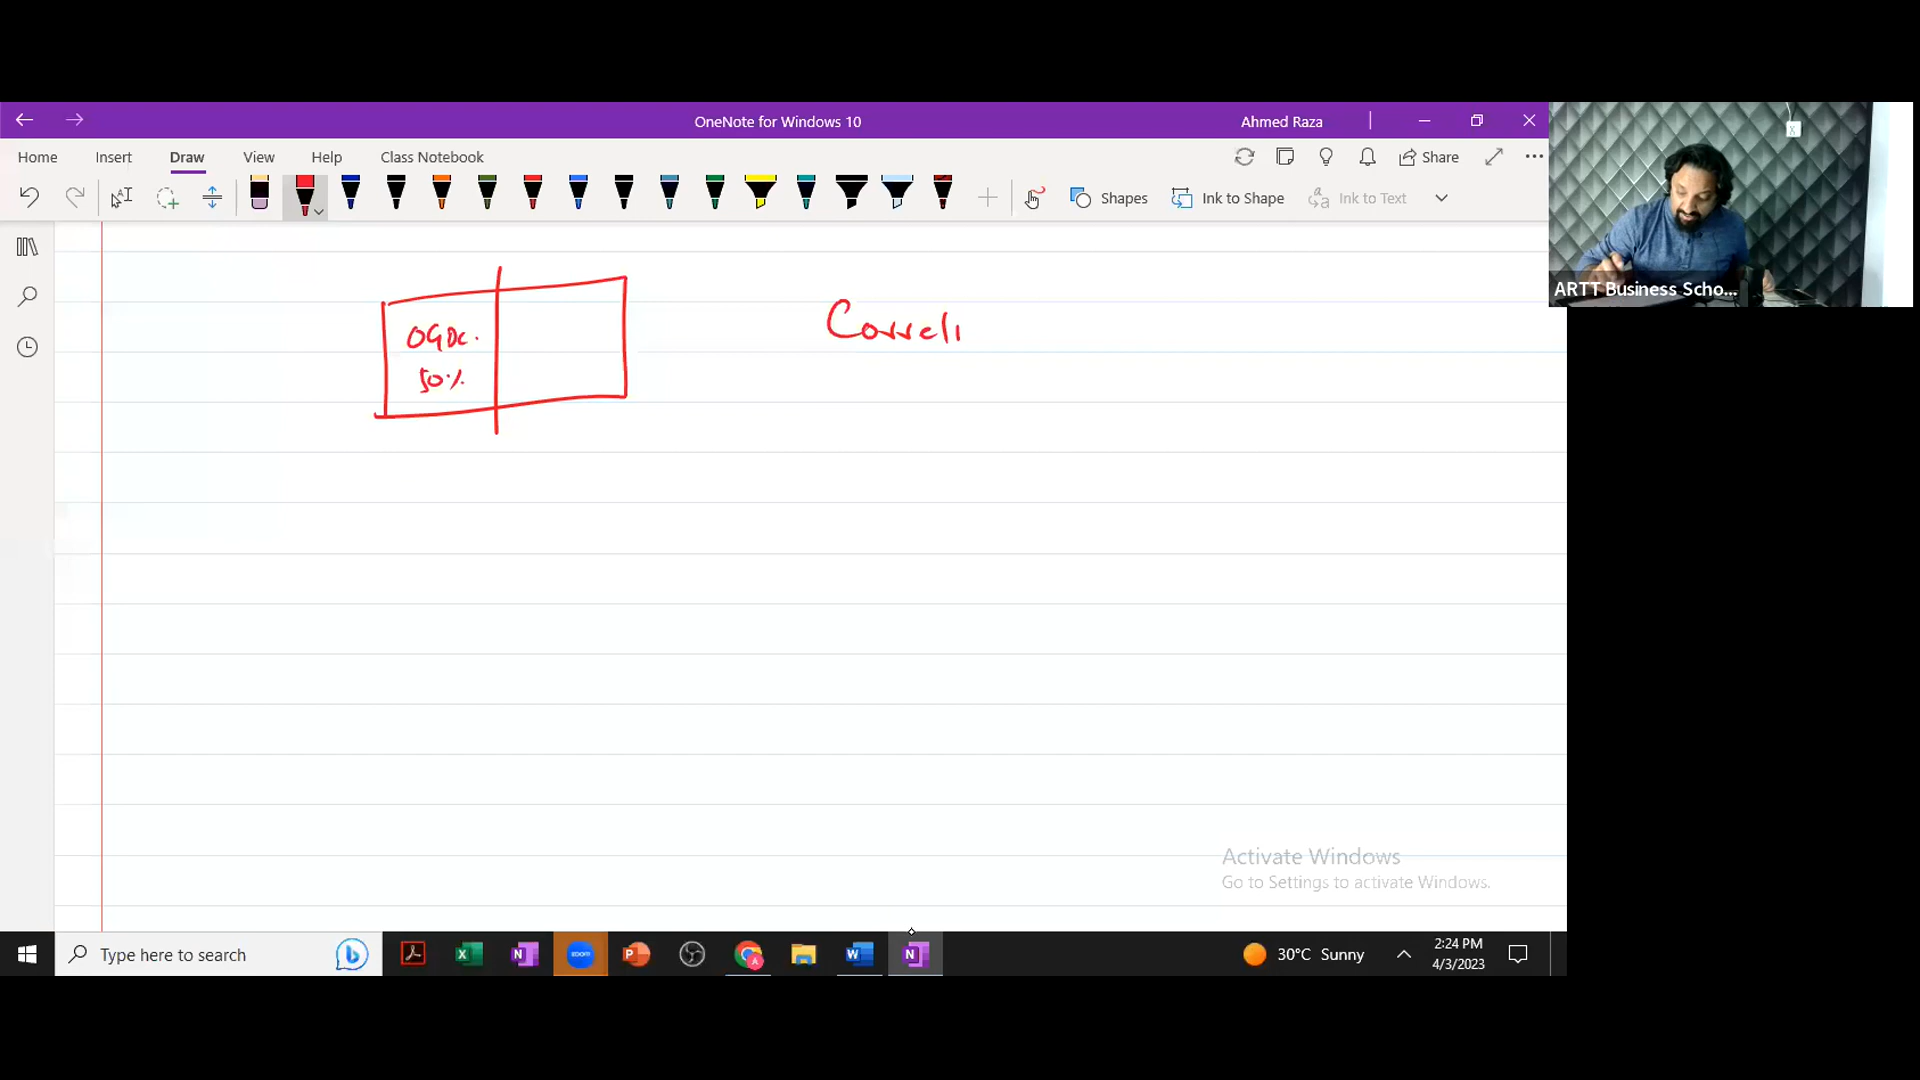 OneNote for Windows 10
Ahmed Raza
Home Insert Draw View Help Class Notebook
Share
Shapes Ink to Shape Ink to Text
ARTT Business Scho...
OGDC.
50%
Correl
Activate Windows
Go to Settings to activate Windows.
Type here to search
zoom
30°C Sunny
2:24 PM
4/3/2023